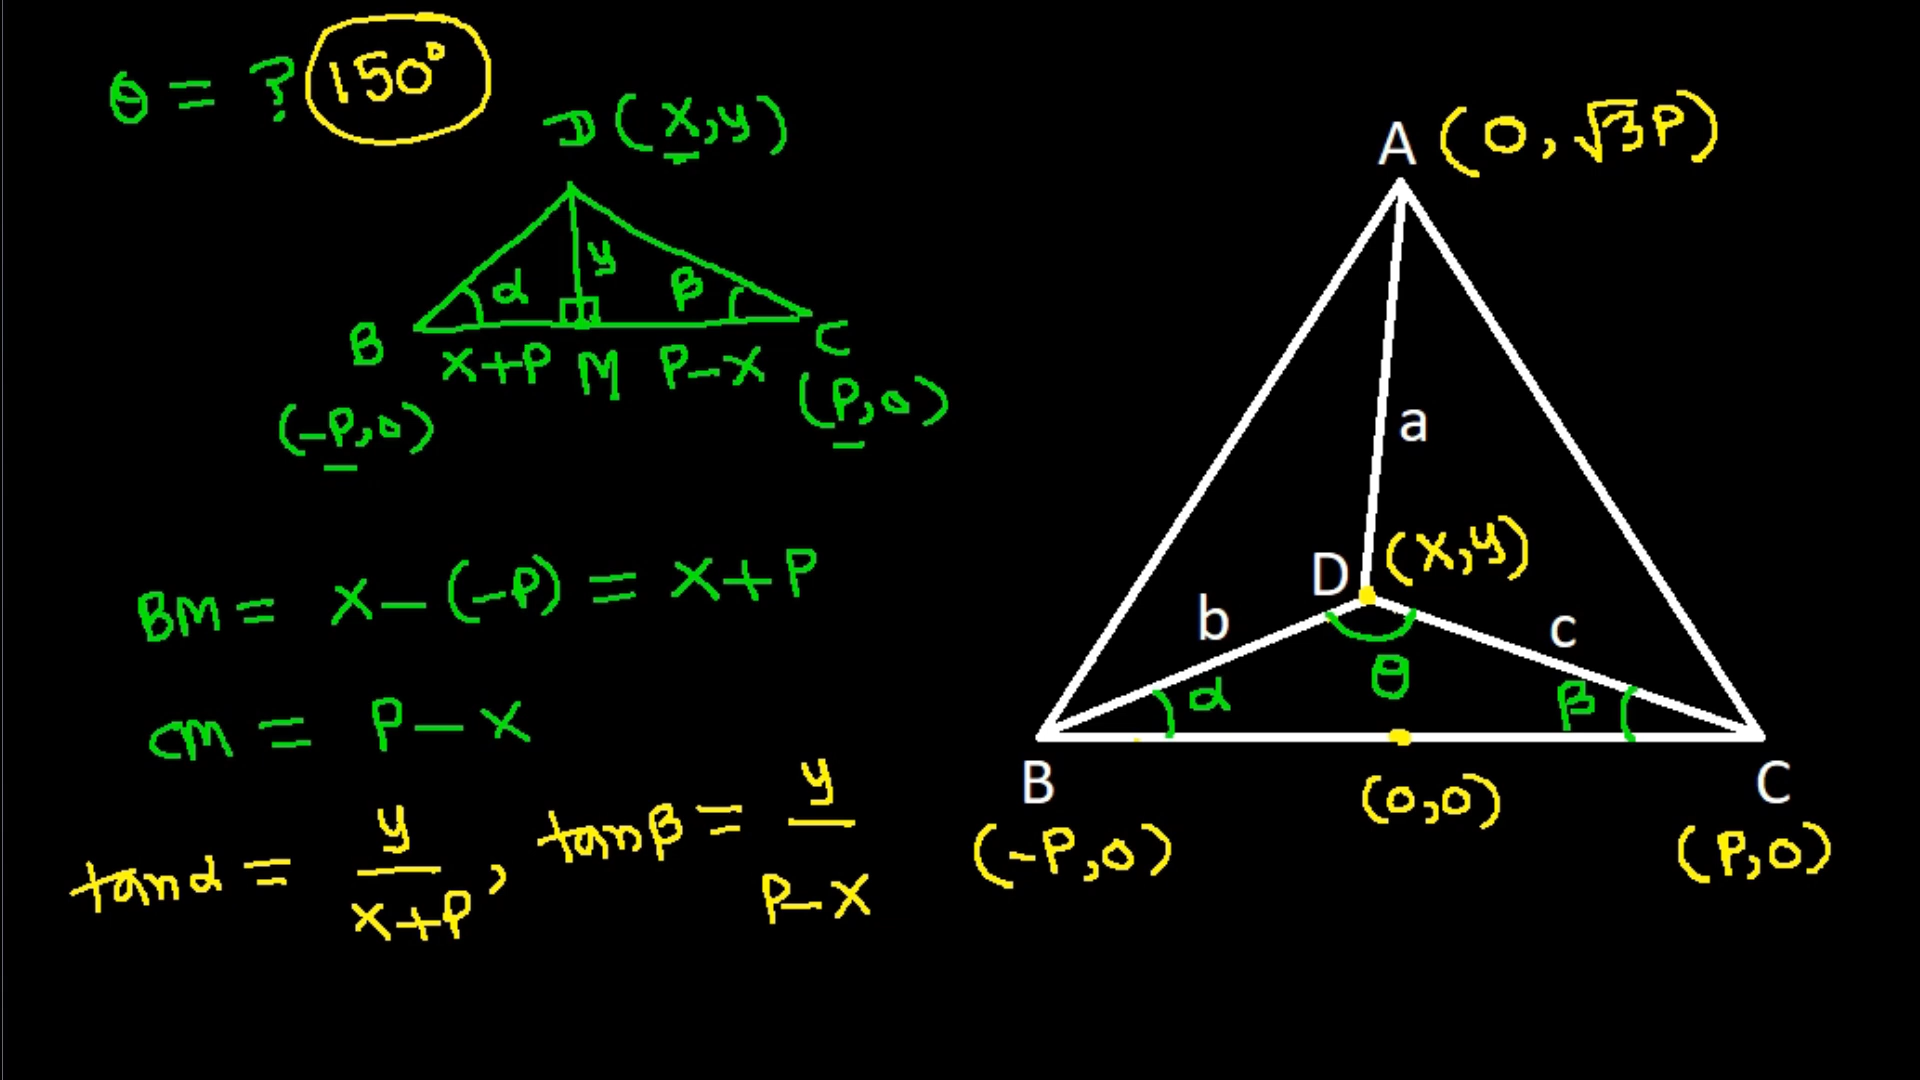 θ = ? 150°
D (x,y)
y
α
β
B
x+P M P-x
C
(-P,0)
(P,0)
BM = x-(-P) = x+P
CM = P-x
tanα = y/x+P, tanβ = y/P-x
A (0,√3P)
a
D (x,y)
b
c
θ
α
β
B
C
(0,0)
(-P,0)
(P,0)